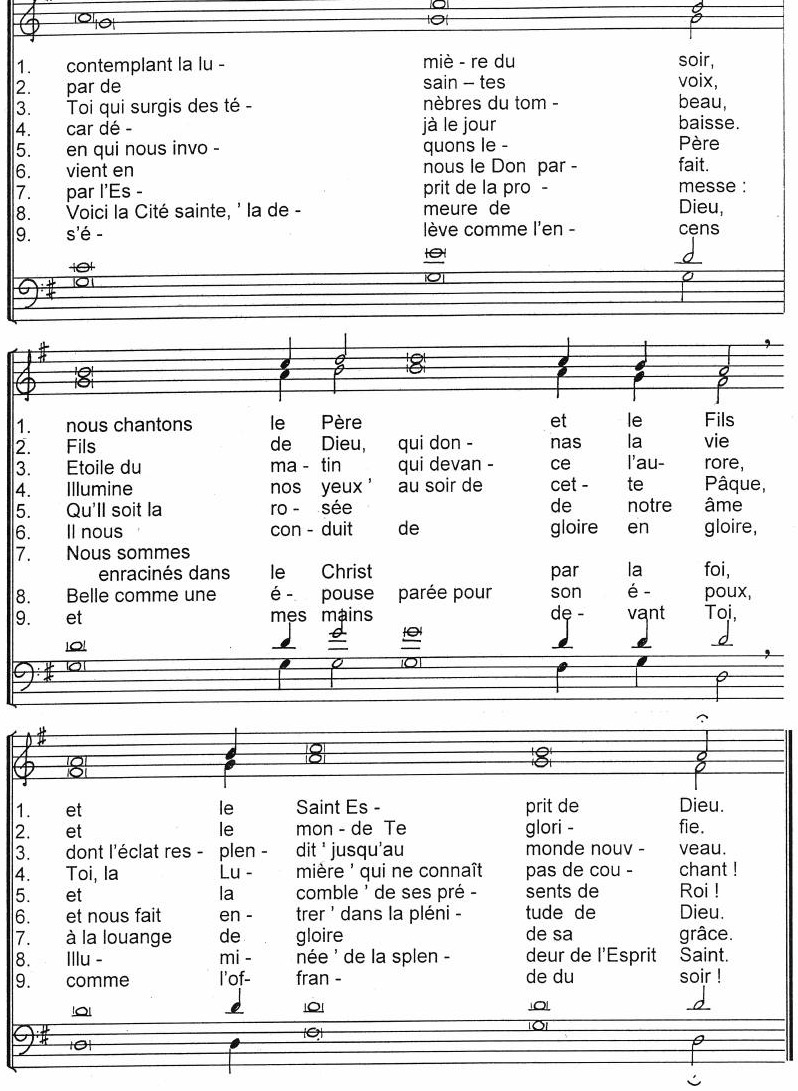 1. contemplant la lu - miè - re du soir,
2. par de sain – tes voix,
3. Toi qui surgis des té - nèbres du tom - beau,
4. car dé - jà le jour baisse.
5. en qui nous invo - quons le - Père
6. vient en nous le Don par - fait.
7. par l'Es - prit de la pro - messe :
8. Voici la Cité sainte, ' la de - meure de Dieu,
9. s'é - lève comme l'en - cens
1. nous chantons le Père et le Fils
2. Fils de Dieu, qui don - nas la vie
3. Etoile du ma - tin qui devan - ce l'au- rore,
4. Illumine nos yeux ' au soir de cet - te Pâque,
5. Qu'Il soit la ro - sée de notre âme
6. Il nous con - duit de gloire en gloire,
7. Nous sommes
enracinés dans le Christ par la foi,
8. Belle comme une é - pouse parée pour son é - poux,
9. et mes mains de - vant Toi,
1. et le Saint Es - prit de Dieu.
2. et le mon - de Te glori - fie.
3. dont l'éclat res - plen - dit ' jusqu'au monde nouv - veau.
4. Toi, la Lu - mière ' qui ne connaît pas de cou - chant !
5. et la comble ' de ses pré - sents de Roi !
6. et nous fait en - trer ' dans la pléni - tude de Dieu.
7. à la louange de gloire de sa grâce.
8. Illu - mi - née ' de la splen - deur de l'Esprit Saint.
9. comme l'of- fran - de du soir !